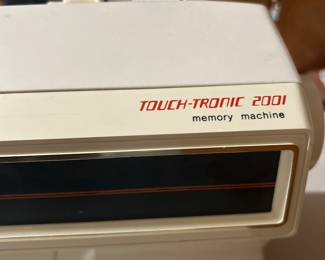 TOUCH-TRONIC 2001
memory machine